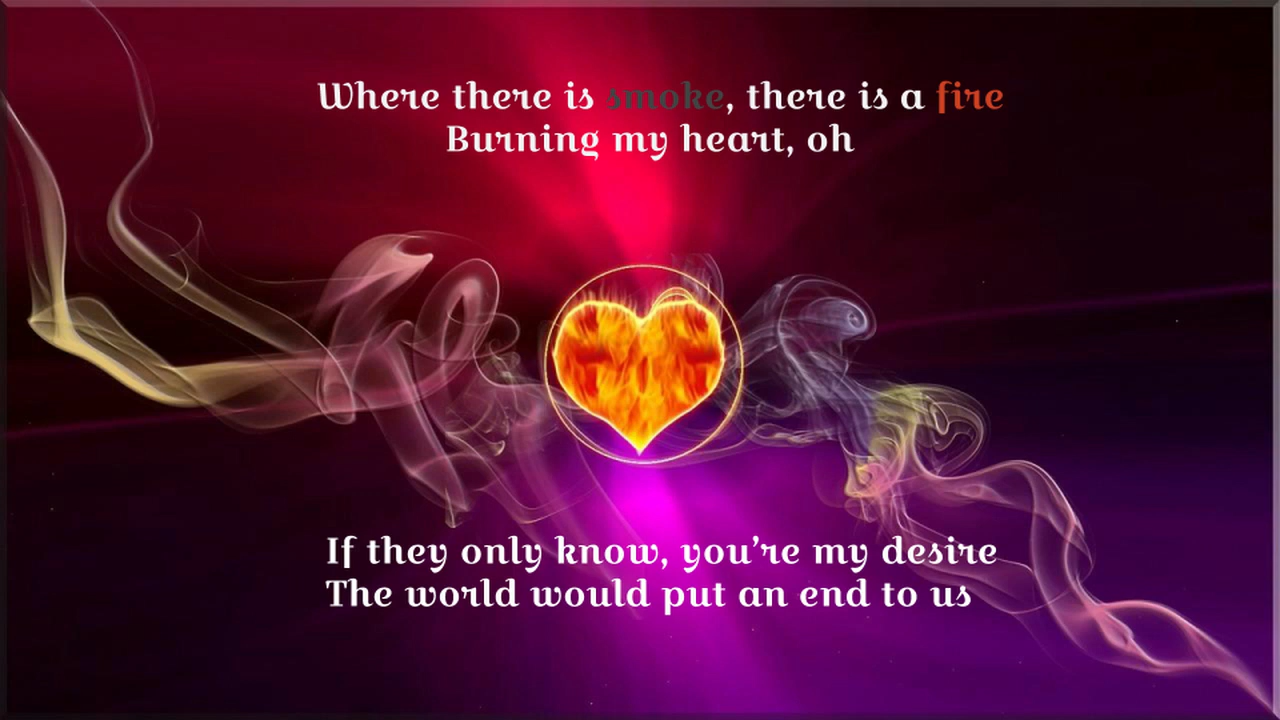 Where there is smoke, there is a fire
Burning my heart, oh
If they only know, you’re my desire
The world would put an end to us